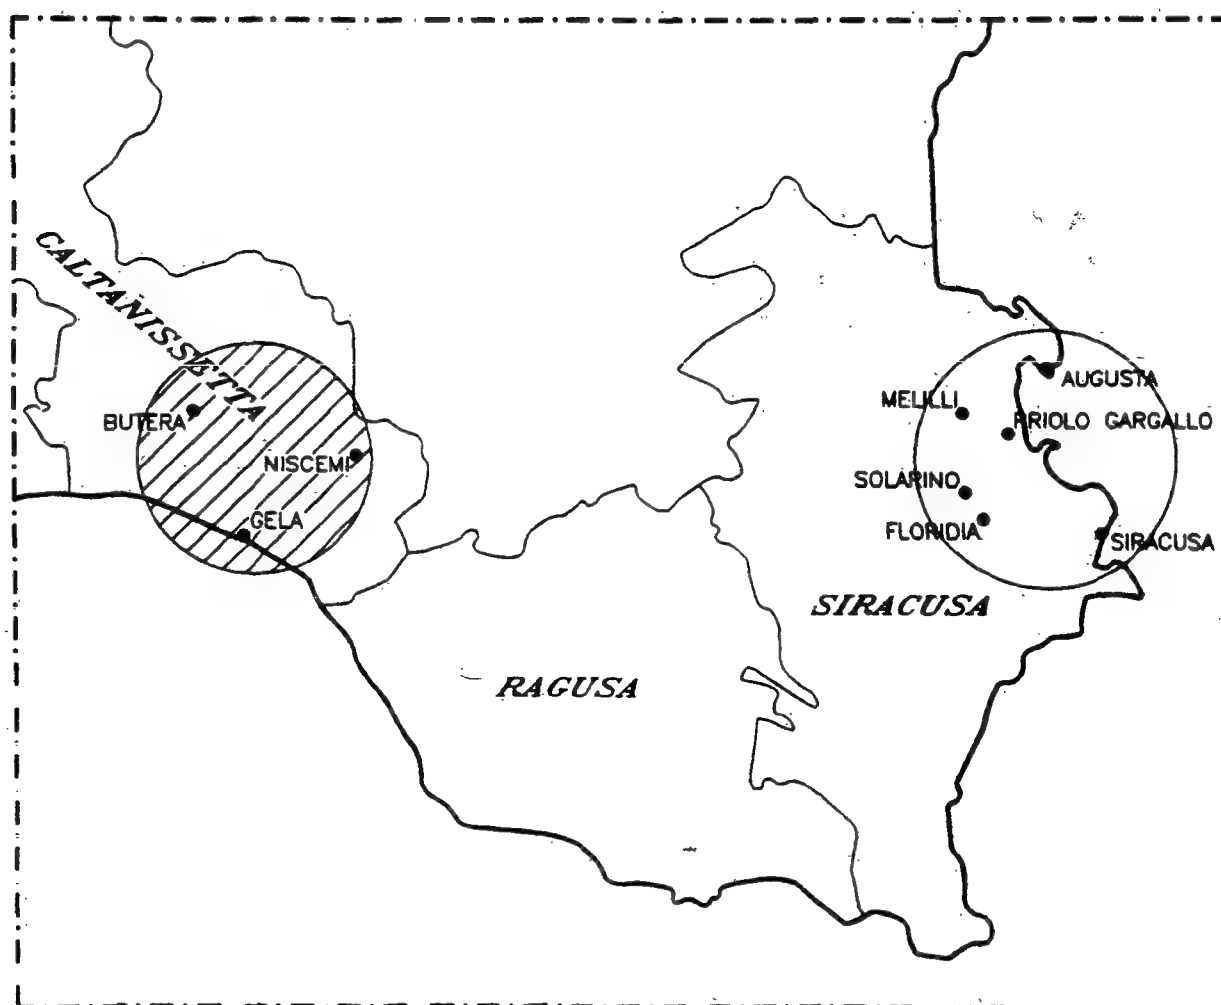 CALTANISSETTA
AUGUSTA
MELILLI
BUTERA
PRIOLO GARGALLO
NISCEMI
SOLARINO
GELA
FLORIDIA
SIRACUSA
SIRACUSA
RAGUSA